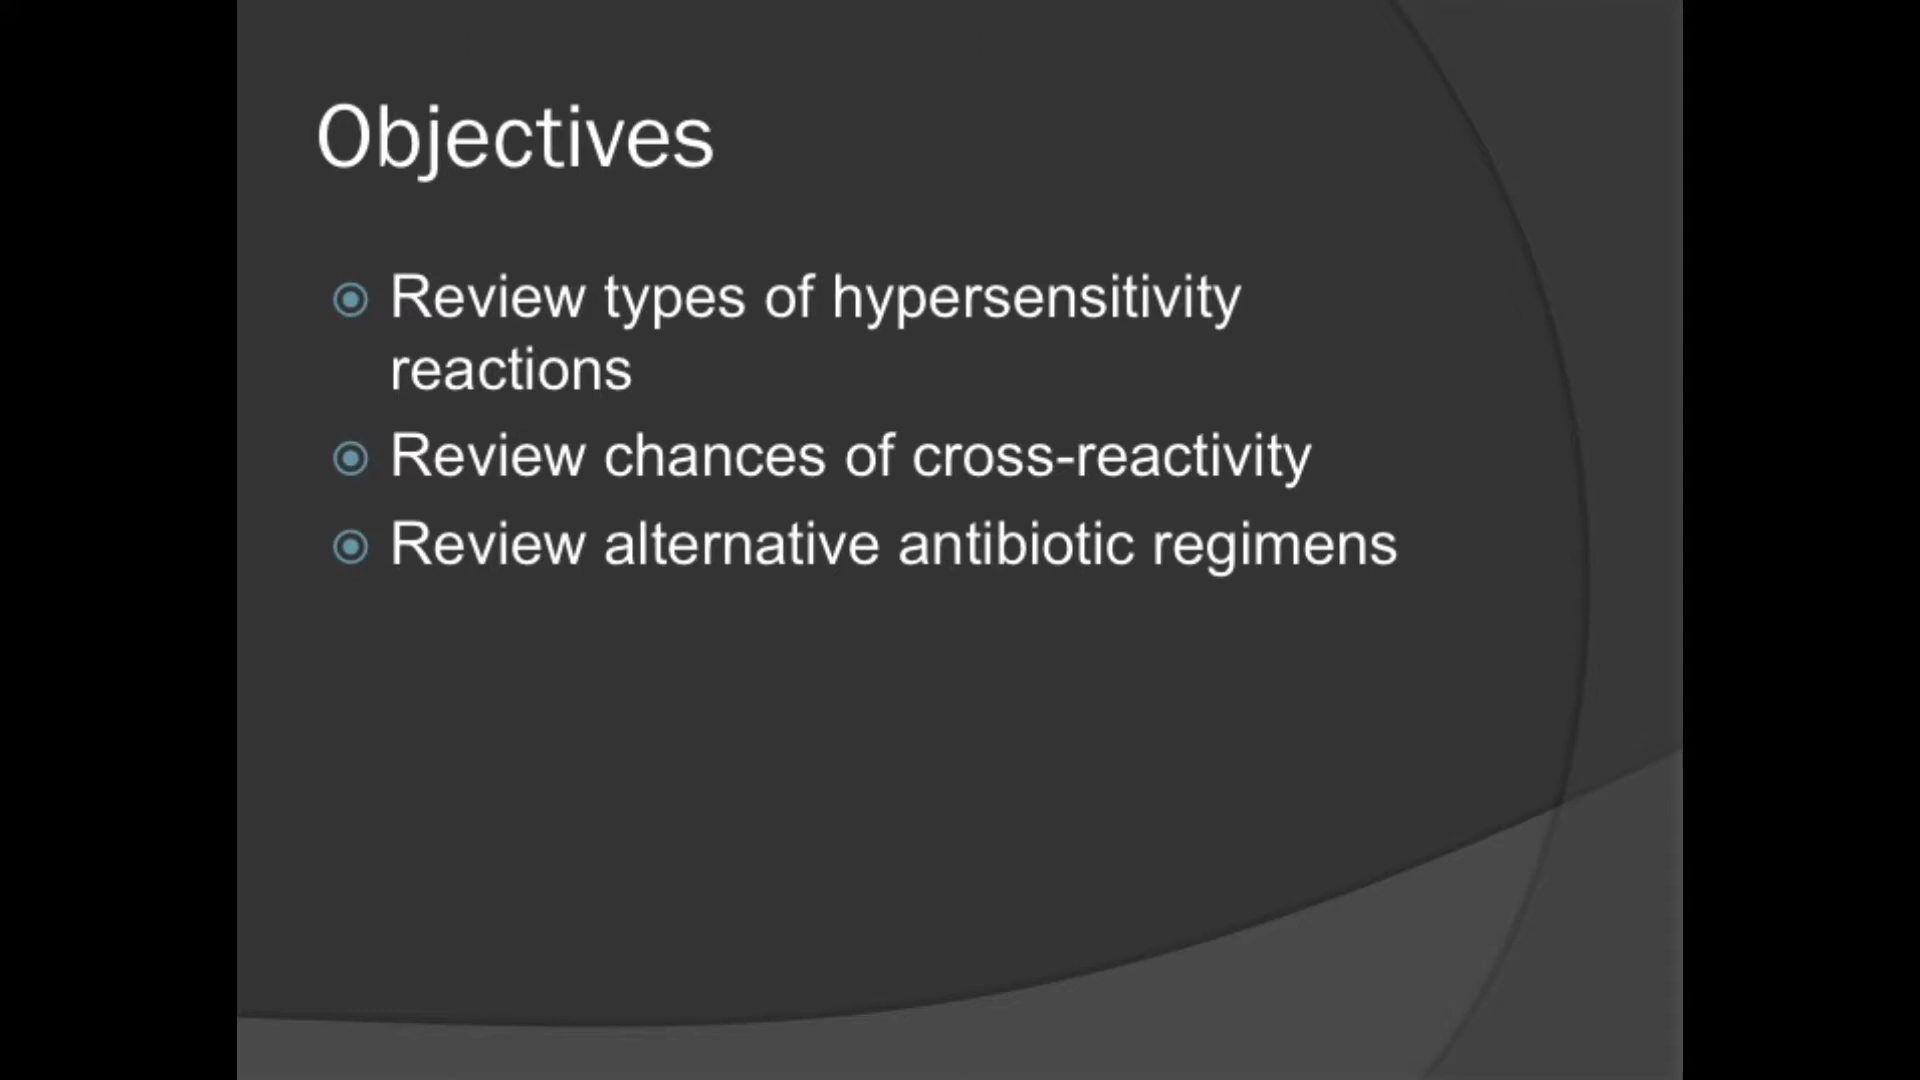 Objectives
Review types of hypersensitivity
reactions
Review chances of cross-reactivity
Review alternative antibiotic regimens